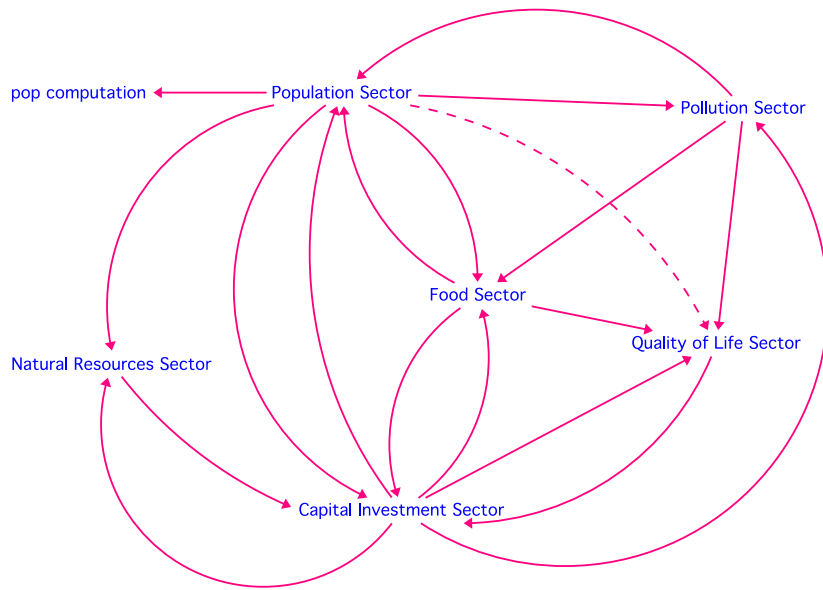 pop computation
Population Sector
Pollution Sector
Food Sector
Quality of Life Sector
Natural Resources Sector
Capital Investment Sector